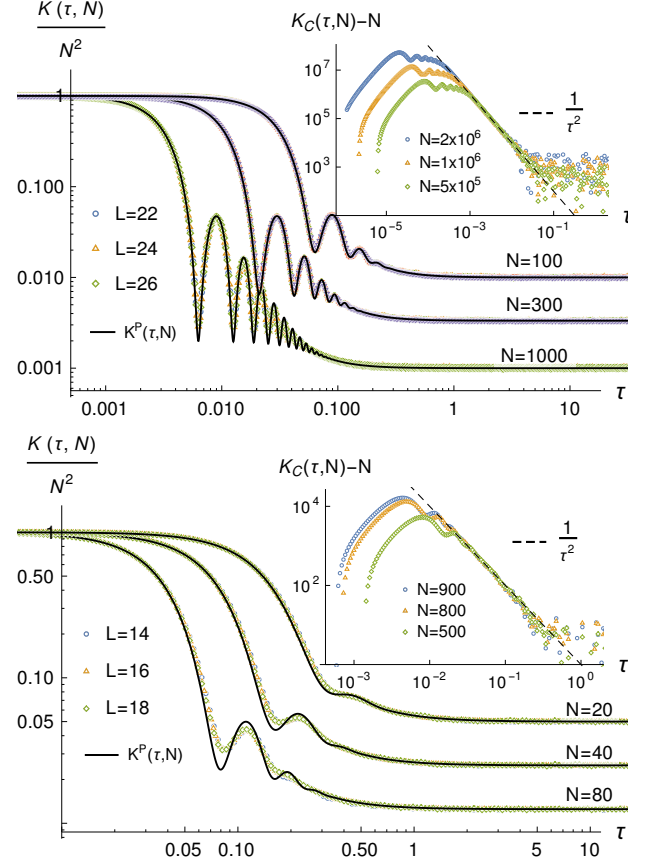 K (τ, N)
N²
K_C(τ,N)−N
1
0.100
0.010
0.001
L=22
L=24
L=26
K^P(τ,N)
10⁷
10⁵
10³
N=2x10⁶
N=1x10⁶
N=5x10⁵
1
τ²
10⁻⁵
10⁻³
10⁻¹
τ
N=100
N=300
N=1000
0.001
0.010
0.100
1
10
τ
K (τ, N)
N²
K_C(τ,N)−N
1
0.50
0.10
0.05
L=14
L=16
L=18
K^P(τ,N)
10⁴
10²
N=900
N=800
N=500
1
τ²
10⁻³
10⁻²
10⁻¹
10⁰
τ
N=20
N=40
N=80
0.05
0.10
0.50
1
5
10
τ